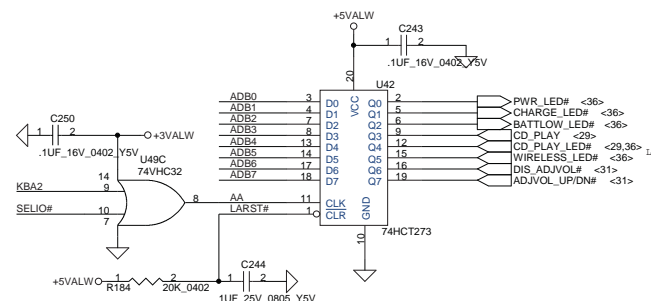 +5VALW
C243
1 2
.1UF_16V_0402_Y5V
20
U42
VCC
ADB0 3 D0 Q0 2 PWR_LED# <36>
ADB1 4 D1 Q1 5 CHARGE_LED# <36>
ADB2 7 D2 Q2 6 BATTLOW_LED# <36>
ADB3 8 D3 Q3 9 CD_PLAY <29>
ADB4 13 D4 Q4 12 CD_PLAY_LED# <29,36>
ADB5 14 D5 Q5 15 WIRELESS_LED# <36>
ADB6 17 D6 Q6 16 DIS_ADJVOL# <31>
ADB7 18 D7 Q7 19 ADJVOL_UP/DN# <31>
C250
1 2
+3VALW
.1UF_16V_0402_Y5V
U49C
74VHC32
14
KBA2 9
8 AA 11 CLK
SELIO# 10
7
LARST# 1 CLR
GND
10
74HCT273
+5VALW 1 2
R184 20K_0402
C244
1 2
1UF_25V_0805_Y5V
L